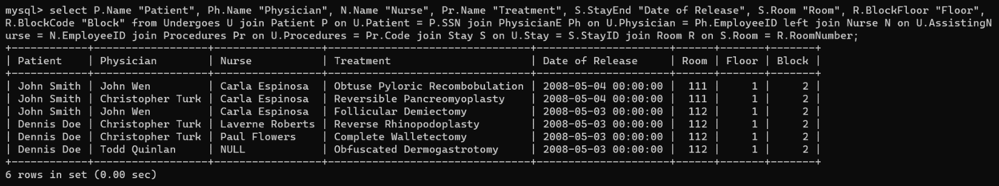 mysql> select P.Name "Patient", Ph.Name "Physician", N.Name "Nurse", Pr.Name "Treatment", S.StayEnd "Date of Release", S.Room "Room", R.BlockFloor "Floor",
R.BlockCode "Block" from Undergoes U join Patient P on U.Patient = P.SSN join PhysicianE Ph on U.Physician = Ph.EmployeeID left join Nurse N on U.AssistingN
urse = N.EmployeeID join Procedures Pr on U.Procedures = Pr.Code join Stay S on U.Stay = S.StayID join Room R on S.Room = R.RoomNumber;
+------------+-------------------+-----------------+--------------------------------+---------------------+------+-------+-------+
| Patient    | Physician         | Nurse           | Treatment                      | Date of Release     | Room | Floor | Block |
+------------+-------------------+-----------------+--------------------------------+---------------------+------+-------+-------+
| John Smith | John Wen          | Carla Espinosa  | Obtuse Pyloric Recombobulation | 2008-05-04 00:00:00 |  111 |     1 |     2 |
| John Smith | Christopher Turk  | Carla Espinosa  | Reversible Pancreomyoplasty    | 2008-05-04 00:00:00 |  111 |     1 |     2 |
| John Smith | John Wen          | Carla Espinosa  | Follicular Demiectomy          | 2008-05-03 00:00:00 |  112 |     1 |     2 |
| Dennis Doe | Christopher Turk  | Laverne Roberts | Reverse Rhinopodoplasty        | 2008-05-03 00:00:00 |  112 |     1 |     2 |
| Dennis Doe | Christopher Turk  | Paul Flowers    | Complete Walletectomy          | 2008-05-03 00:00:00 |  112 |     1 |     2 |
| Dennis Doe | Todd Quinlan      | NULL            | Obfuscated Dermogastrotomy     | 2008-05-03 00:00:00 |  112 |     1 |     2 |
+------------+-------------------+-----------------+--------------------------------+---------------------+------+-------+-------+
6 rows in set (0.00 sec)